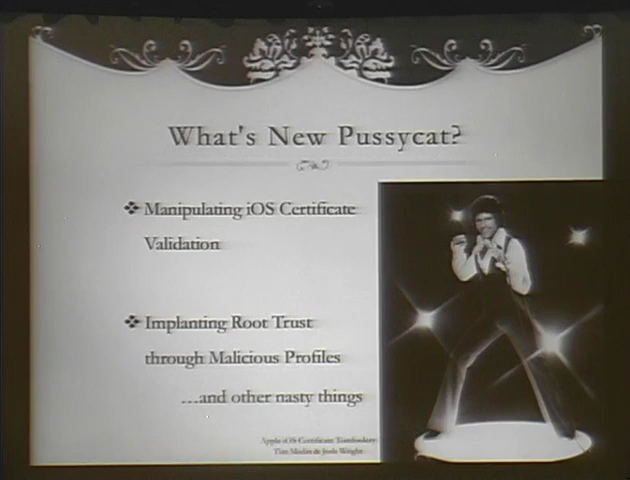 What's New Pussycat?
❖ Manipulating iOS Certificate
Validation
❖ Implanting Root Trust
through Malicious Profiles
...and other nasty things
Apple iOS Certificate Tomfoolery
Tim Medin & Josh Wright